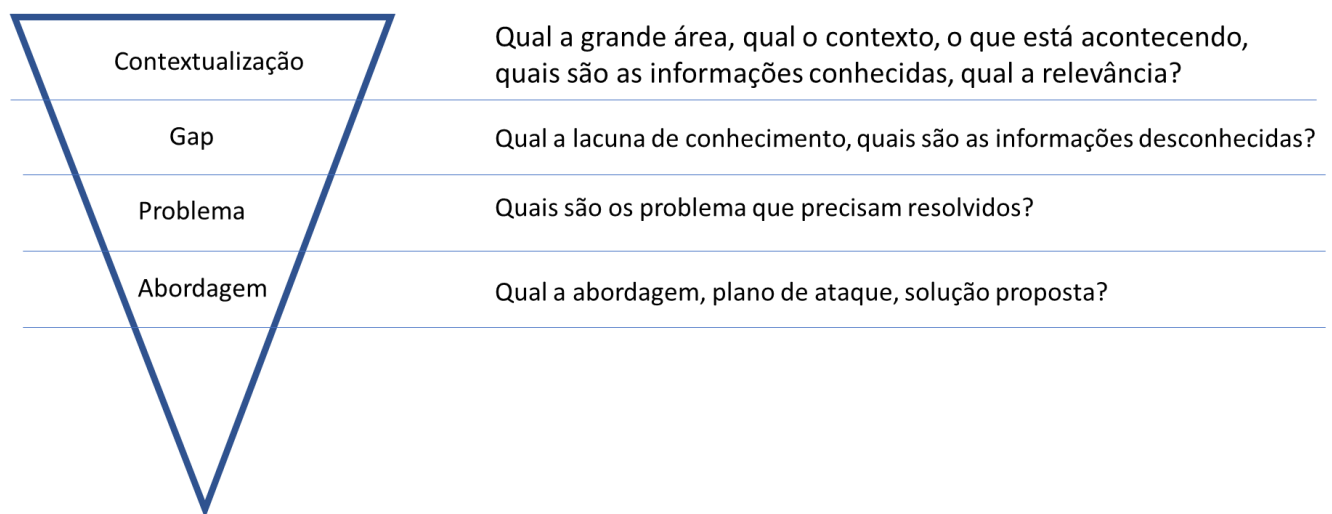 Contextualização
Qual a grande área, qual o contexto, o que está acontecendo,
quais são as informações conhecidas, qual a relevância?
Gap
Qual a lacuna de conhecimento, quais são as informações desconhecidas?
Problema
Quais são os problema que precisam resolvidos?
Abordagem
Qual a abordagem, plano de ataque, solução proposta?